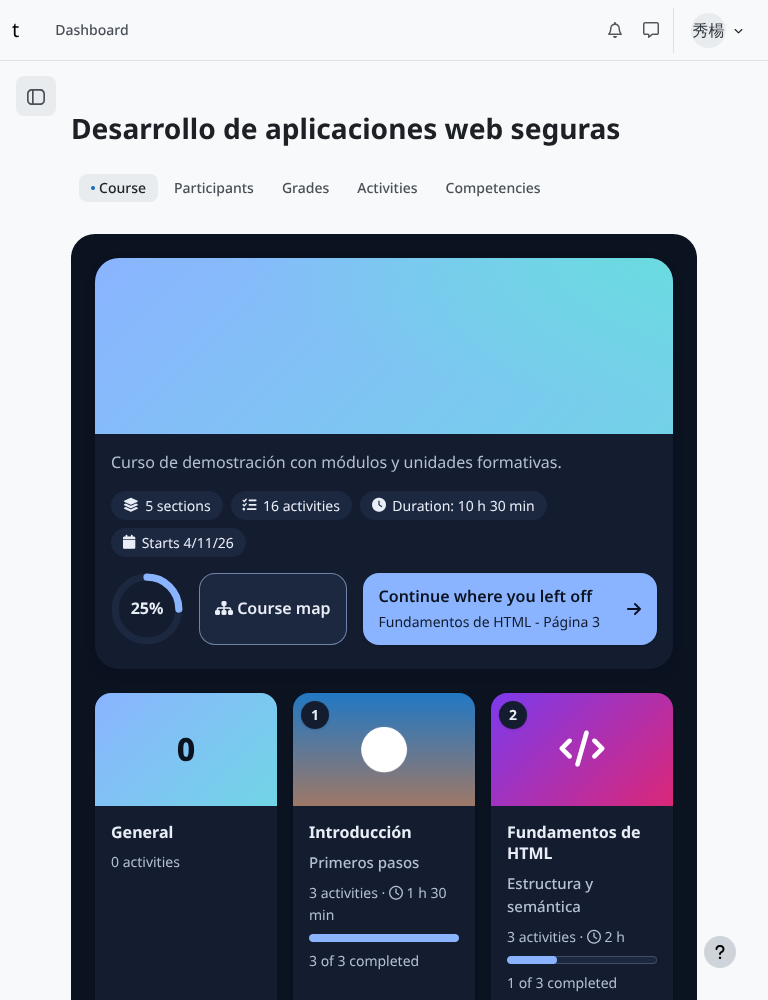 t
Dashboard
秀楊
Desarrollo de aplicaciones web seguras
Course
Participants
Grades
Activities
Competencies
Curso de demostración con módulos y unidades formativas.
5 sections
16 activities
Duration: 10 h 30 min
Starts 4/11/26
25%
Course map
Continue where you left off
Fundamentos de HTML - Página 3
0
General
0 activities
1
Introducción
Primeros pasos
3 activities · 1 h 30
min
3 of 3 completed
2
</>
Fundamentos de
HTML
Estructura y
semántica
3 activities · 2 h
1 of 3 completed
?